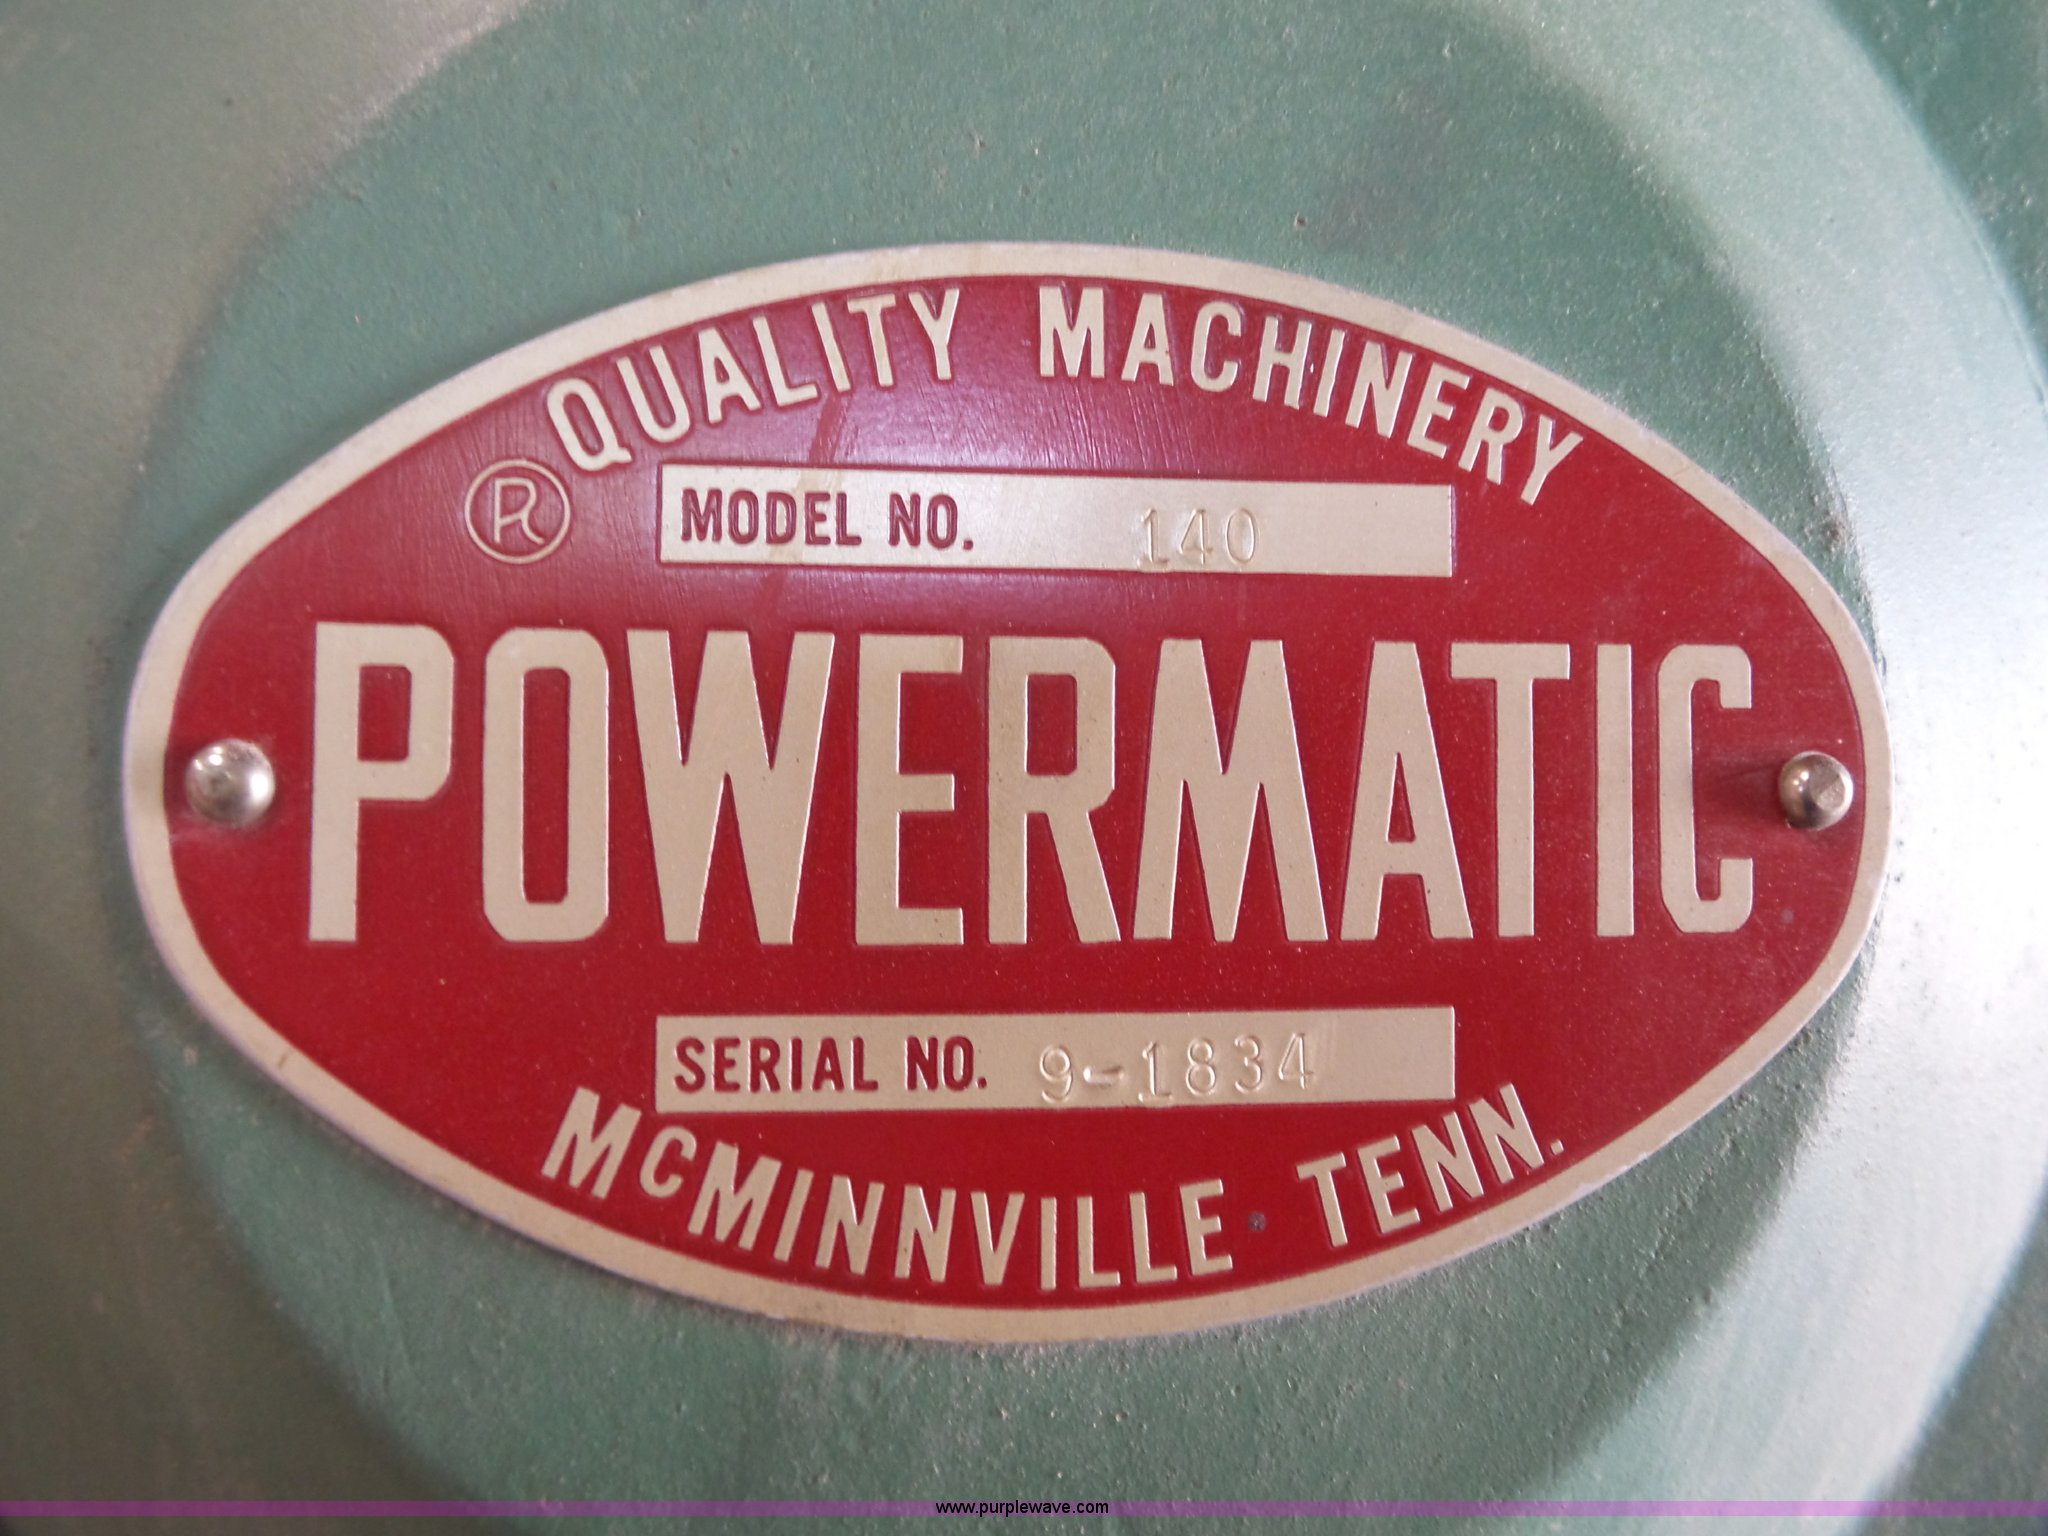 QUALITY MACHINERY
®
MODEL NO. 140
POWERMATIC
SERIAL NO. 9-1834
MCMINNVILLE · TENN.
www.purplewave.com